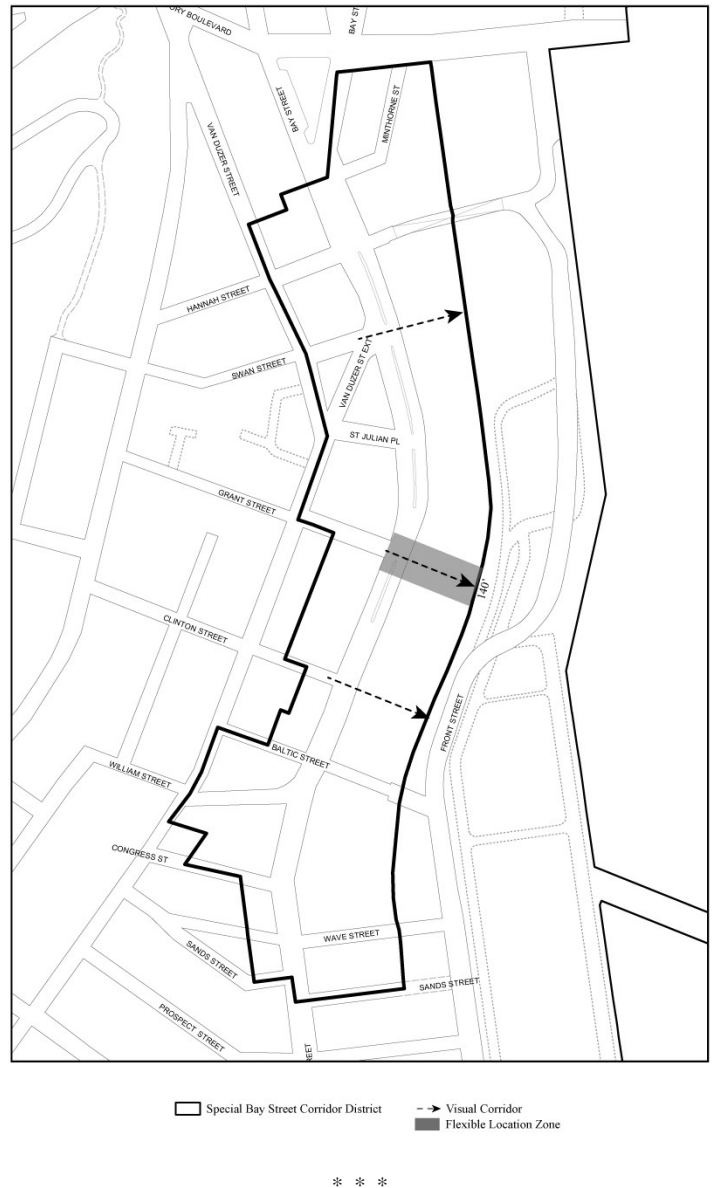 ORY BOULEVARD
BAY ST
BAY STREET
MINTHORNE ST
VAN DUZER STREET
HANNAH STREET
SWAN STREET
VAN DUZER ST EXT
ST JULIAN PL
GRANT STREET
140'
CLINTON STREET
FRONT STREET
BALTIC STREET
WILLIAM STREET
CONGRESS ST
WAVE STREET
SANDS STREET
SANDS STREET
PROSPECT STREET
REET
Special Bay Street Corridor District
Visual Corridor
Flexible Location Zone
* * *